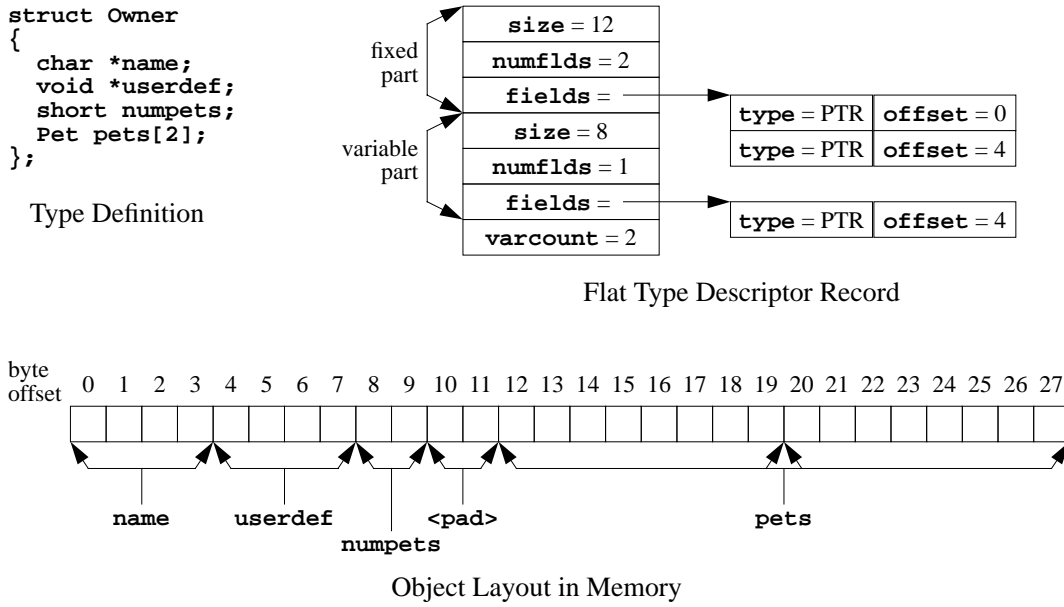 struct Owner
{
char *name;
void *userdef;
short numpets;
Pet pets[2];
};
Type Definition
fixed
part
variable
part
size = 12
numflds = 2
fields =
size = 8
numflds = 1
fields =
varcount = 2
type = PTR offset = 0
type = PTR offset = 4
type = PTR offset = 4
Flat Type Descriptor Record
byte
offset
0 1 2 3 4 5 6 7 8 9 10 11 12 13 14 15 16 17 18 19 20 21 22 23 24 25 26 27
name userdef <pad> pets
numpets
Object Layout in Memory